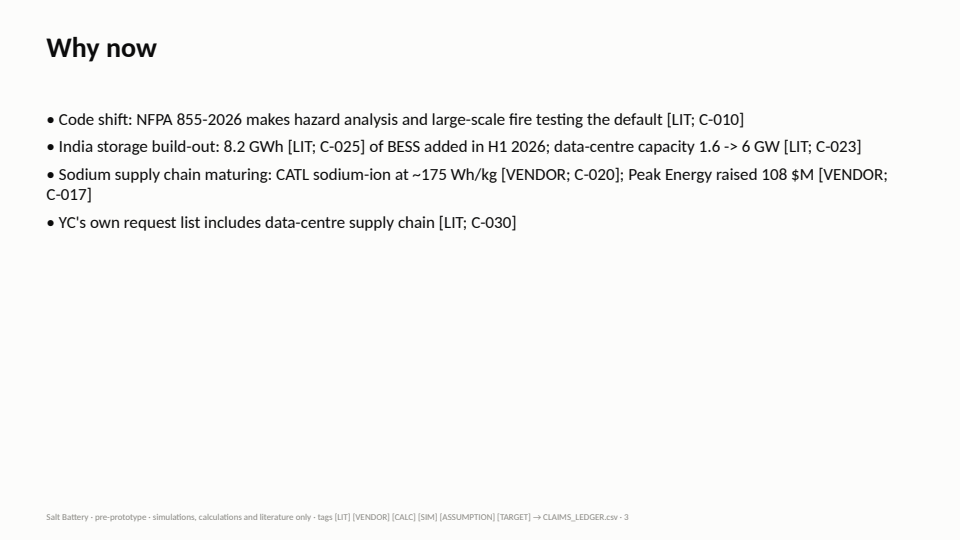 Why now
• Code shift: NFPA 855-2026 makes hazard analysis and large-scale fire testing the default [LIT; C-010]
• India storage build-out: 8.2 GWh [LIT; C-025] of BESS added in H1 2026; data-centre capacity 1.6 -> 6 GW [LIT; C-023]
• Sodium supply chain maturing: CATL sodium-ion at ~175 Wh/kg [VENDOR; C-020]; Peak Energy raised 108 $M [VENDOR;
C-017]
• YC's own request list includes data-centre supply chain [LIT; C-030]
Salt Battery - pre-prototype - simulations, calculations and literature only - tags [LIT] [VENDOR] [CALC] [SIM] [ASSUMPTION] [TARGET] → CLAIMS_LEDGER.csv - 3